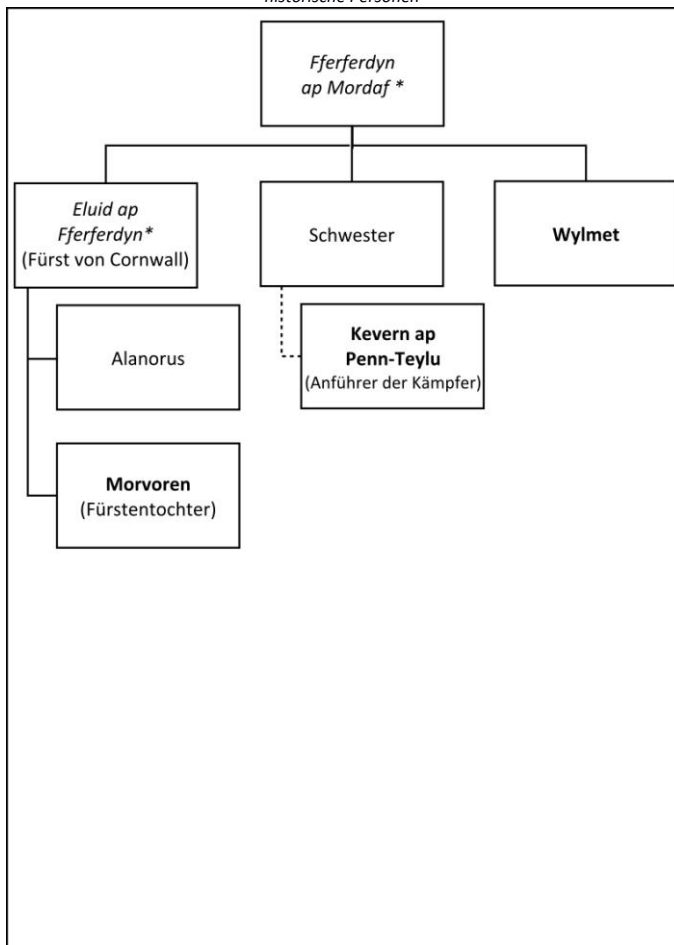 historische Personen
Fferferdyn
ap Mordaf *
Eluid ap
Fferferdyn*
(Fürst von Cornwall)
Schwester
Wylmet
Alanorus
Kevern ap
Penn-Teylu
(Anführer der Kämpfer)
Morvoren
(Fürstentochter)